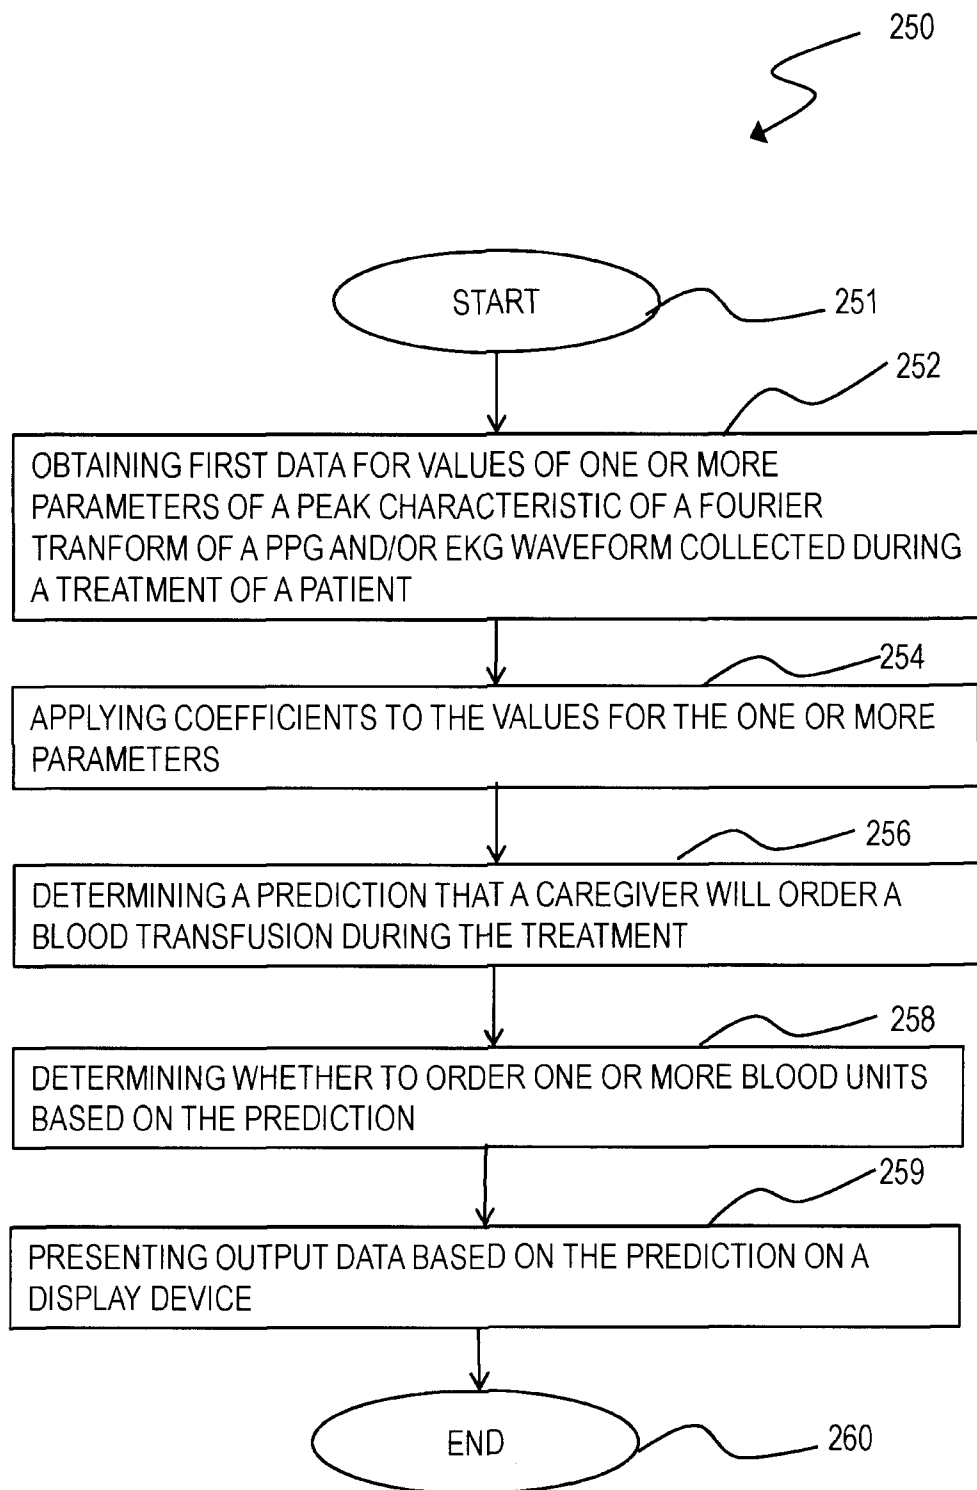 250
START
251
252
OBTAINING FIRST DATA FOR VALUES OF ONE OR MORE
PARAMETERS OF A PEAK CHARACTERISTIC OF A FOURIER
TRANFORM OF A PPG AND/OR EKG WAVEFORM COLLECTED DURING
A TREATMENT OF A PATIENT
254
APPLYING COEFFICIENTS TO THE VALUES FOR THE ONE OR MORE
PARAMETERS
256
DETERMINING A PREDICTION THAT A CAREGIVER WILL ORDER A
BLOOD TRANSFUSION DURING THE TREATMENT
258
DETERMINING WHETHER TO ORDER ONE OR MORE BLOOD UNITS
BASED ON THE PREDICTION
259
PRESENTING OUTPUT DATA BASED ON THE PREDICTION ON A
DISPLAY DEVICE
END
260